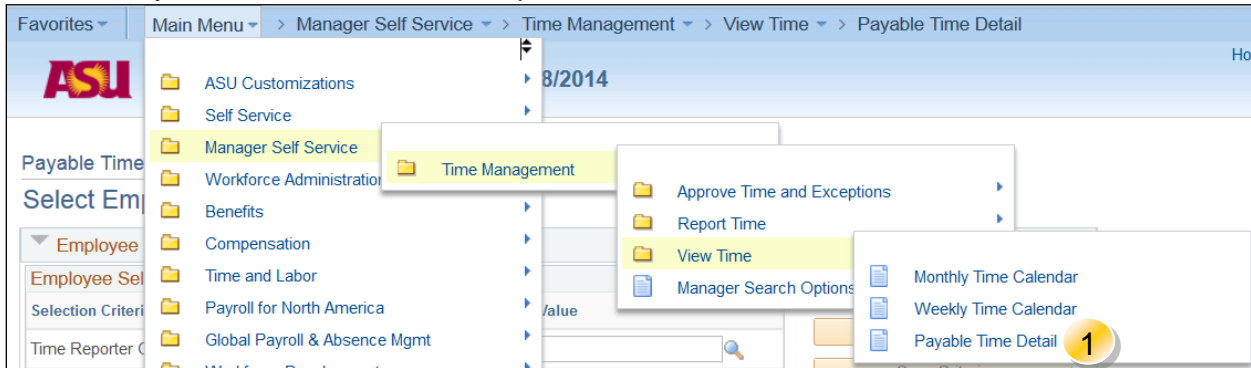 Favorites Main Menu > Manager Self Service > Time Management > View Time > Payable Time Detail
ASU
8/2014
ASU Customizations
Self Service
Manager Self Service
Time Management
Payable Time
Workforce Administration
Approve Time and Exceptions
Select Em
Benefits
Report Time
Employee
Compensation
View Time
Employee Sel
Time and Labor
Manager Search Options
Monthly Time Calendar
Selection Criteri
Payroll for North America
Value
Weekly Time Calendar
Time Reporter
Global Payroll & Absence Mgmt
Payable Time Detail 1